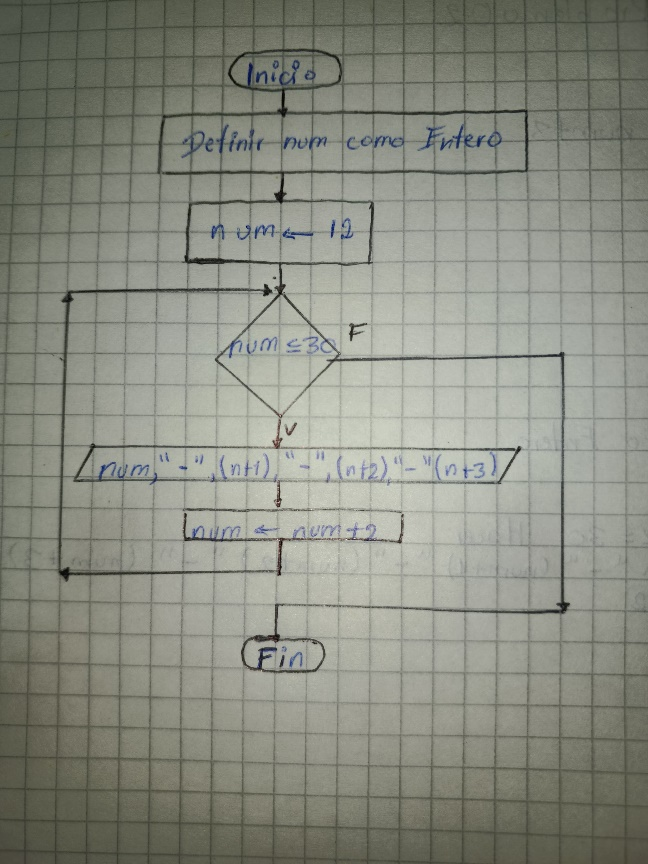 Inicio
Definir num como Entero
num ← 12
num ≤ 30
F
V
num, "-", (n+1), "-", (n+2) "-" (n+3)
num ← num+2
Fin